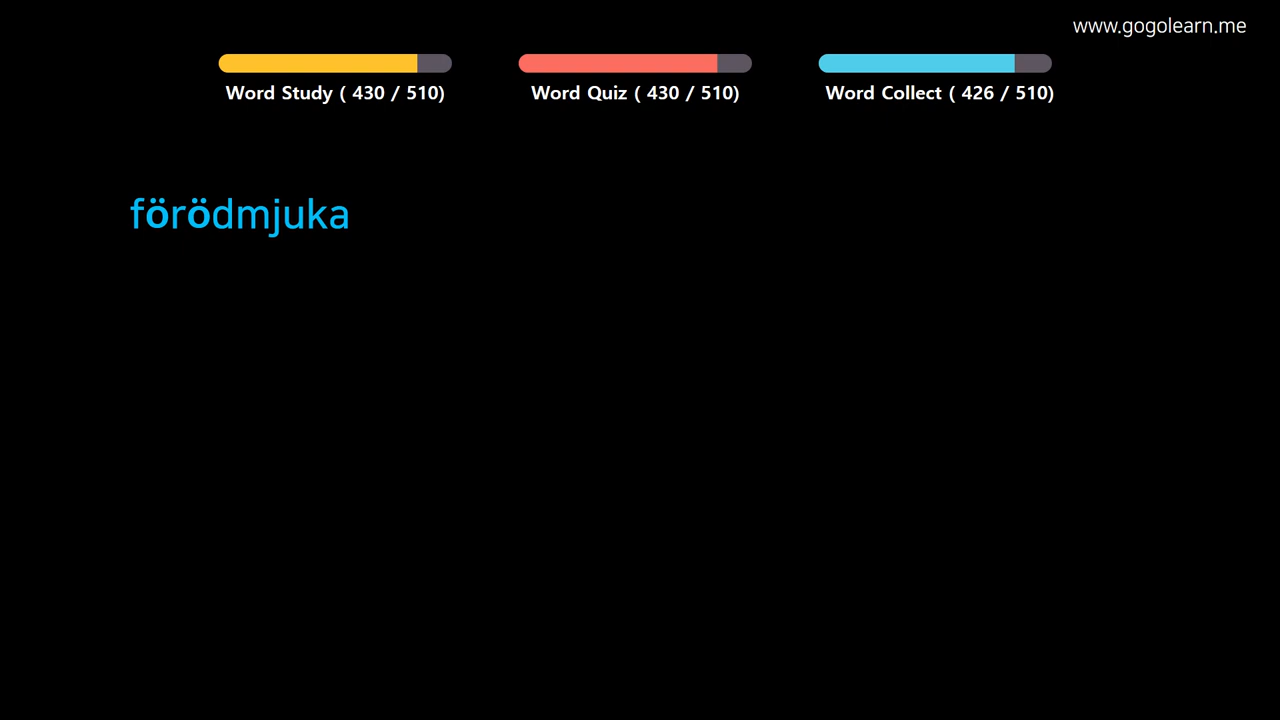 www.gogolearn.me
Word Study ( 430 / 510)
Word Quiz ( 430 / 510)
Word Collect ( 426 / 510)
förödmjuka